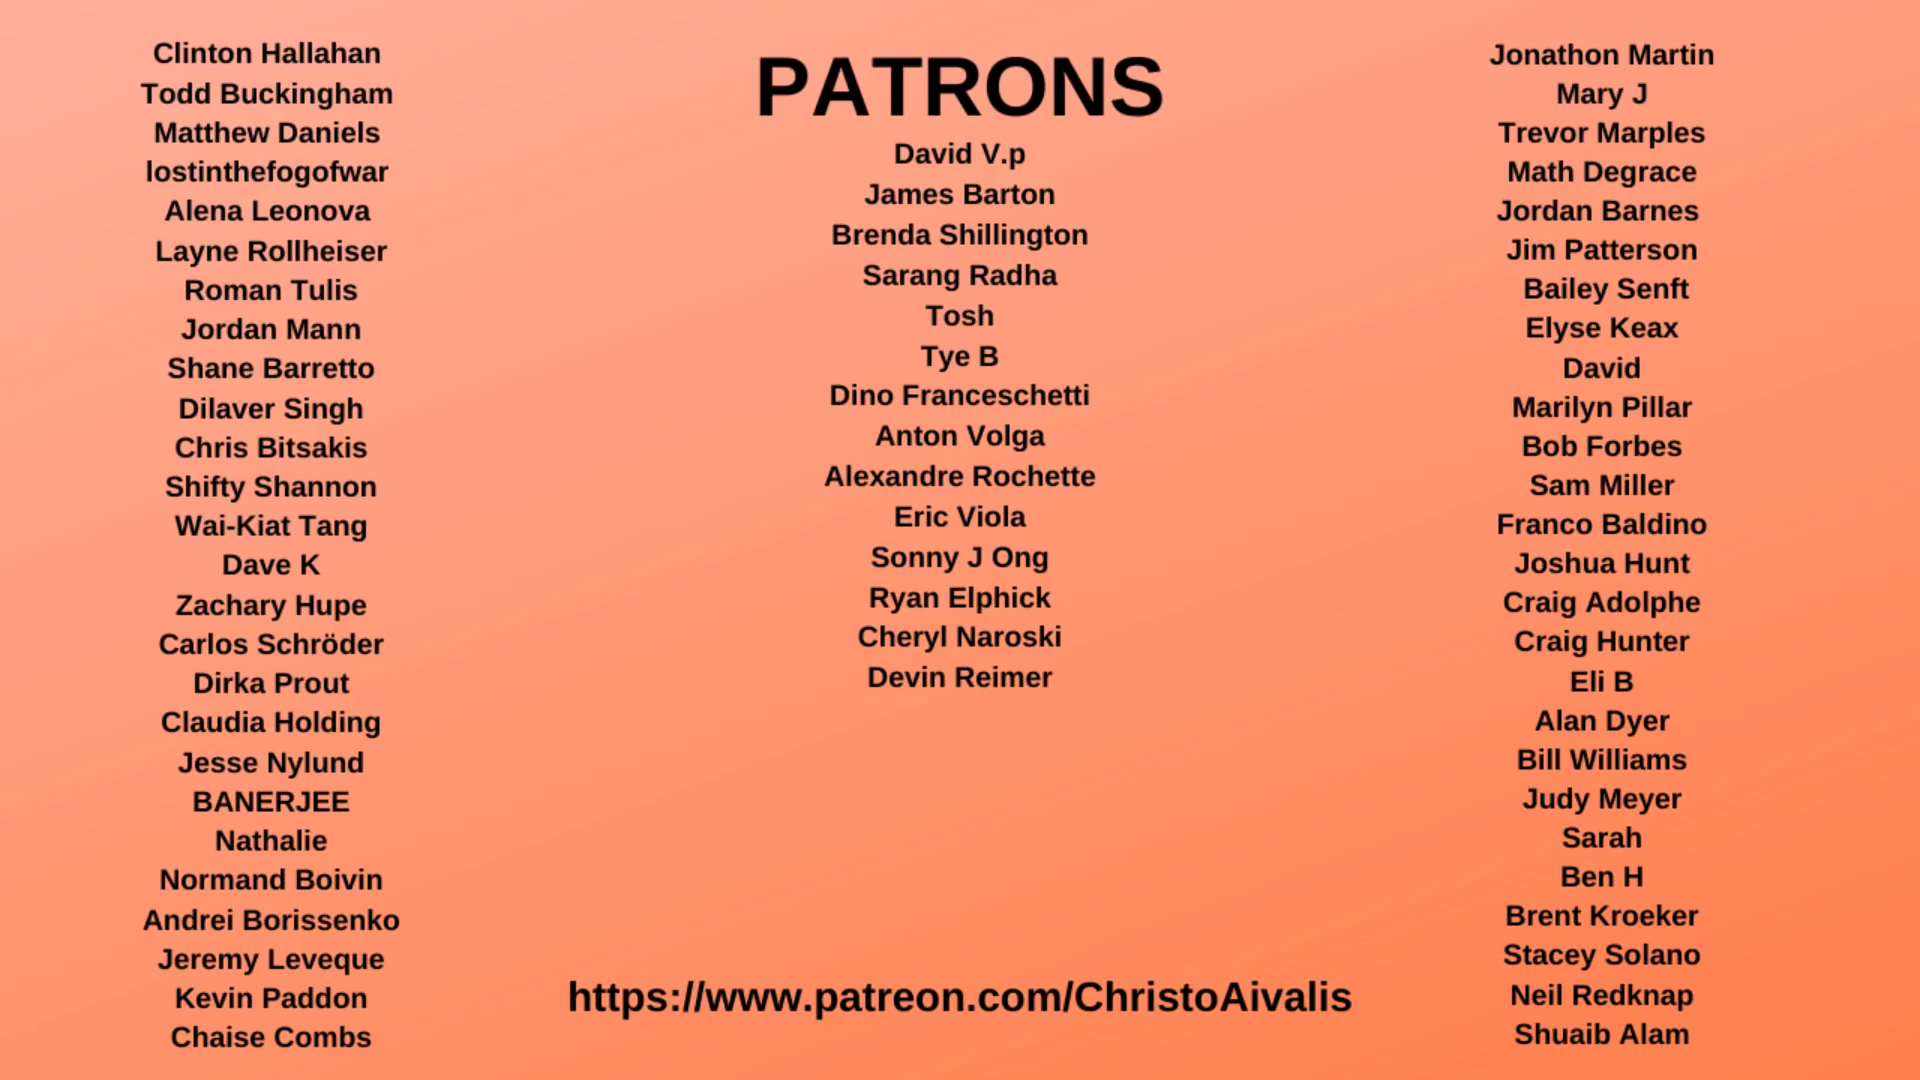 Clinton Hallahan
Todd Buckingham
Matthew Daniels
lostinthefogofwar
Alena Leonova
Layne Rollheiser
Roman Tulis
Jordan Mann
Shane Barretto
Dilaver Singh
Chris Bitsakis
Shifty Shannon
Wai-Kiat Tang
Dave K
Zachary Hupe
Carlos Schröder
Dirka Prout
Claudia Holding
Jesse Nylund
BANERJEE
Nathalie
Normand Boivin
Andrei Borissenko
Jeremy Leveque
Kevin Paddon
Chaise Combs
PATRONS
David V.p
James Barton
Brenda Shillington
Sarang Radha
Tosh
Tye B
Dino Franceschetti
Anton Volga
Alexandre Rochette
Eric Viola
Sonny J Ong
Ryan Elphick
Cheryl Naroski
Devin Reimer
https://www.patreon.com/ChristoAivalis
Jonathon Martin
Mary J
Trevor Marples
Math Degrace
Jordan Barnes
Jim Patterson
Bailey Senft
Elyse Keax
David
Marilyn Pillar
Bob Forbes
Sam Miller
Franco Baldino
Joshua Hunt
Craig Adolphe
Craig Hunter
Eli B
Alan Dyer
Bill Williams
Judy Meyer
Sarah
Ben H
Brent Kroeker
Stacey Solano
Neil Redknap
Shuaib Alam